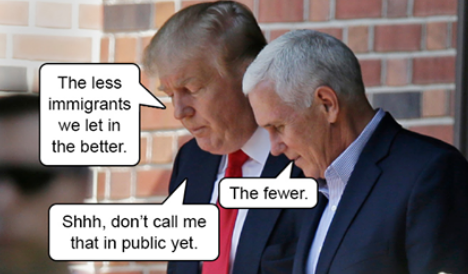 The less
immigrants
we let in
the better.
The fewer.
Shhh, don't call me
that in public yet.